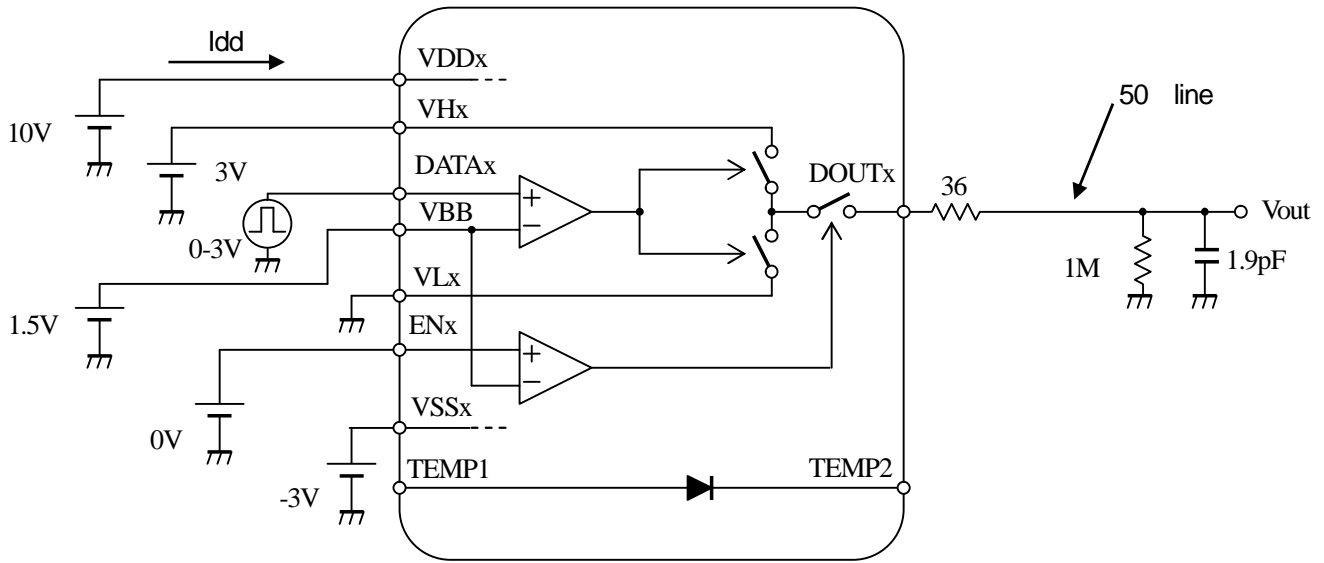 Idd
VDDx
10V
VHx
3V
DATAx
0-3V
VBB
1.5V
VLx
ENx
0V
VSSx
-3V
TEMP1
TEMP2
+
−
+
−
DOUTx
36
50 line
Vout
1M
1.9pF